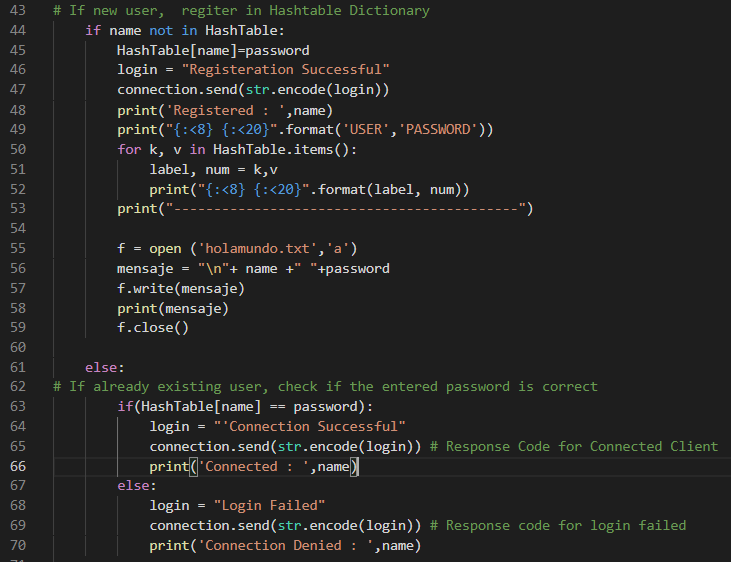 43 # If new user,  regiter in Hashtable Dictionary
44     if name not in HashTable:
45         HashTable[name]=password
46         login = "Registeration Successful"
47         connection.send(str.encode(login))
48         print('Registered : ',name)
49         print("{:<8} {:<20}".format('USER','PASSWORD'))
50         for k, v in HashTable.items():
51             label, num = k,v
52             print("{:<8} {:<20}".format(label, num))
53         print("-------------------------------------------")
54
55         f = open ('holamundo.txt','a')
56         mensaje = "\n"+ name +" "+password
57         f.write(mensaje)
58         print(mensaje)
59         f.close()
60
61     else:
62 # If already existing user, check if the entered password is correct
63         if(HashTable[name] == password):
64             login = "'Connection Successful"
65             connection.send(str.encode(login)) # Response Code for Connected Client
66             print('Connected : ',name)
67         else:
68             login = "Login Failed"
69             connection.send(str.encode(login)) # Response code for login failed
70             print('Connection Denied : ',name)